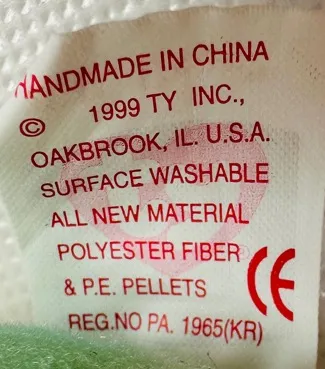 HANDMADE IN CHINA
© 1999 TY INC.,
OAKBROOK, IL. U.S.A.
SURFACE WASHABLE
ALL NEW MATERIAL
POLYESTER FIBER
& P.E. PELLETS CE
REG.NO PA. 1965(KR)